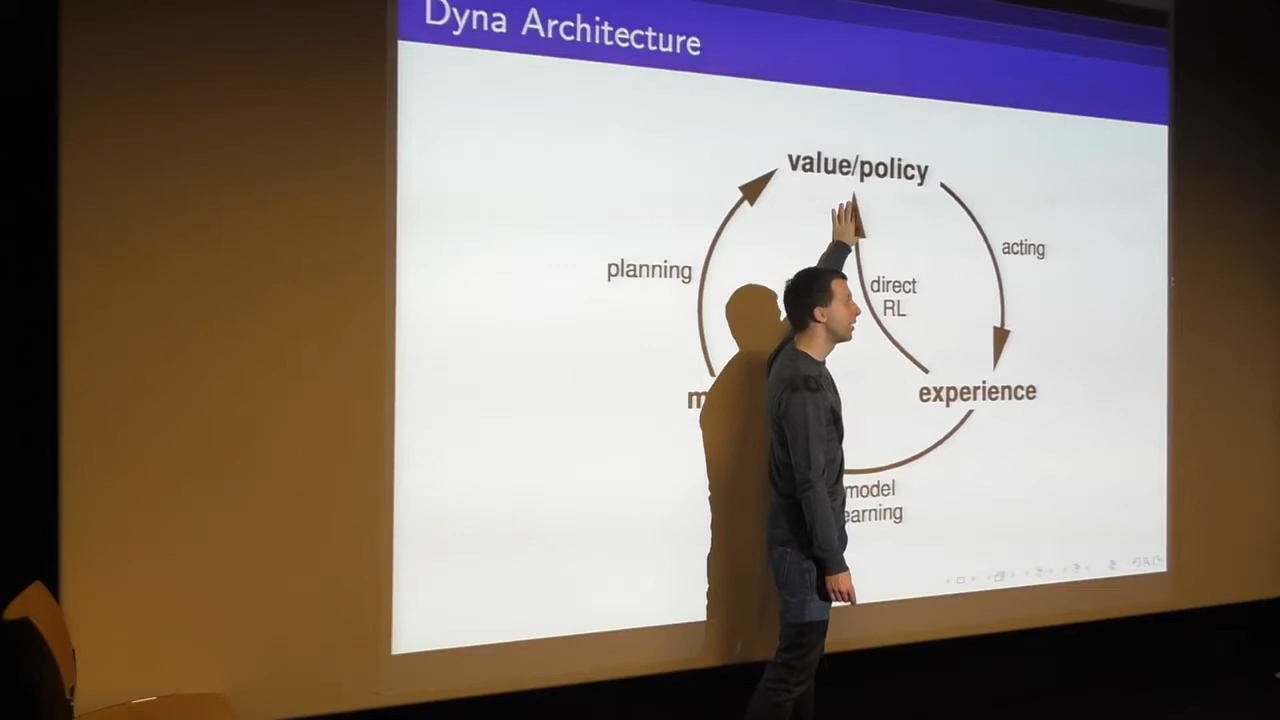 Dyna Architecture
value/policy
planning
acting
direct
RL
experience
model
earning